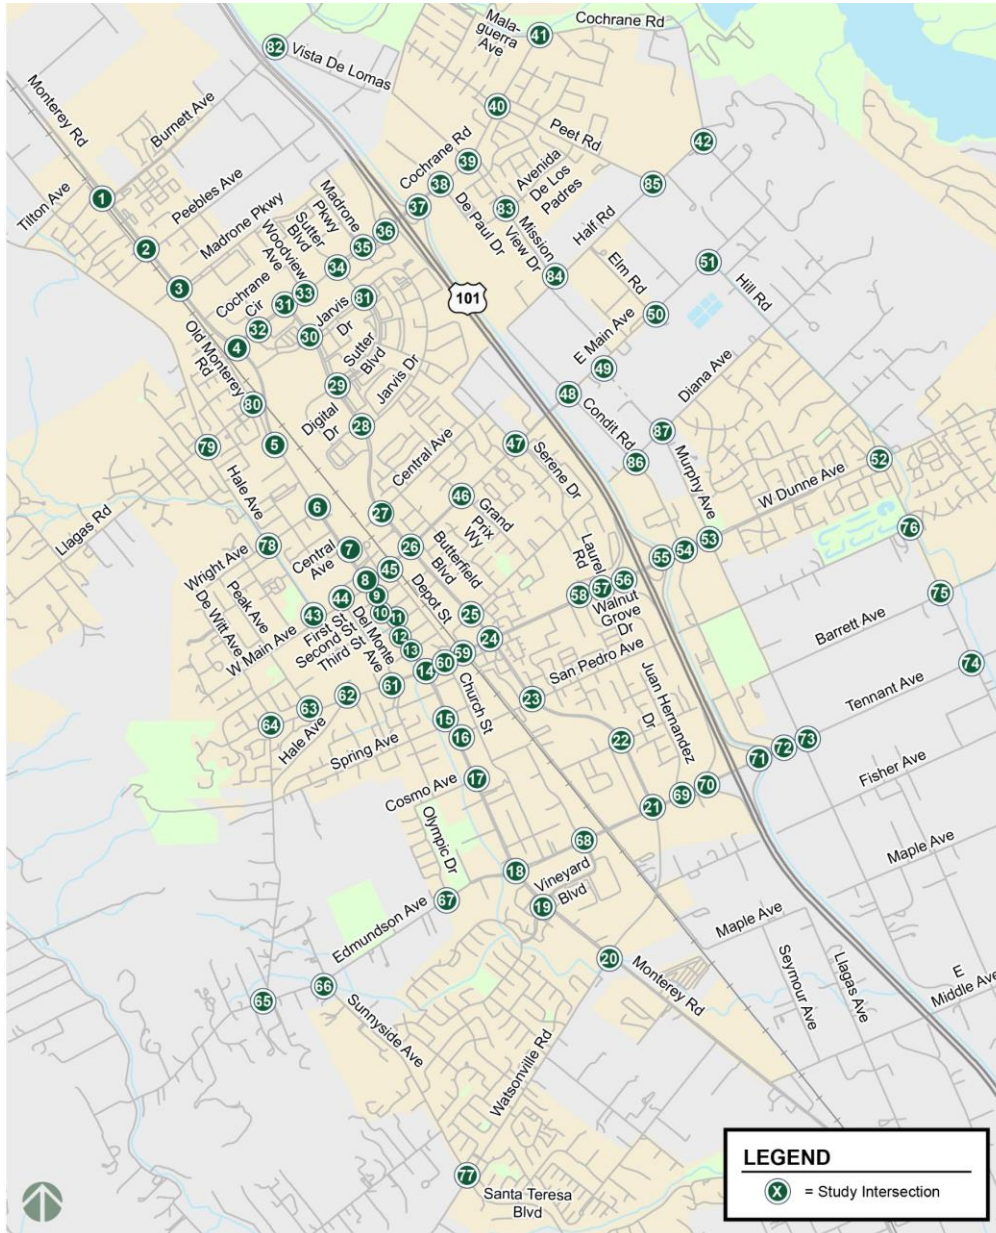 Mala-
guerra
Ave
41
Cochrane Rd
82
Vista De Lomas
Monterey Rd
Burnett Ave
40
Peet Rd
42
Cochrane Rd
39
Avenida
De Los
Padres
38
85
Tilton Ave
1
Peebles Ave
Madrone
Pkwy
37
De Paul Dr
83
Mission
View Dr
Half Rd
2
Madrone Pkwy
Sutter
Blvd
Woodview
Ave
36
35
34
84
Elm Rd
51
Hill Rd
3
Cochrane
Cir
31
33
Jarvis
Dr
81
101
50
32
30
E Main Ave
4
Old Monterey
Rd
Sutter
Blvd
Jarvis Dr
49
Diana Ave
29
48
Condit Rd
80
Digital
Dr
28
87
Murphy Ave
79
5
47
Serene Dr
86
52
Hale Ave
Central Ave
W Dunne Ave
Llagas Rd
6
27
46
Grand
Prix
Wy
76
78
Wright Ave
Central
Ave
7
26
Butterfield
Blvd
Laurel
Rd
55
54
53
Peak Ave
De Witt Ave
8
45
Depot St
56
57
58
Walnut
Grove
Dr
75
Barrett Ave
44
9
43
10
11
25
W Main Ave
First St
Second St
Third St
Del Monte
Ave
12
13
24
59
60
San Pedro Ave
74
14
61
Church St
Juan Hernandez
Dr
Tennant Ave
62
23
63
64
Hale Ave
15
16
22
73
72
71
Spring Ave
Fisher Ave
Cosmo Ave
17
70
69
21
Olympic Dr
68
Maple Ave
18
Vineyard
Blvd
67
19
Edmundson Ave
Maple Ave
20
Monterey Rd
Seymour Ave
Llagas Ave
E
Middle Ave
66
65
Sunnyside Ave
Watsonville Rd
77
Santa Teresa
Blvd
LEGEND
X = Study Intersection